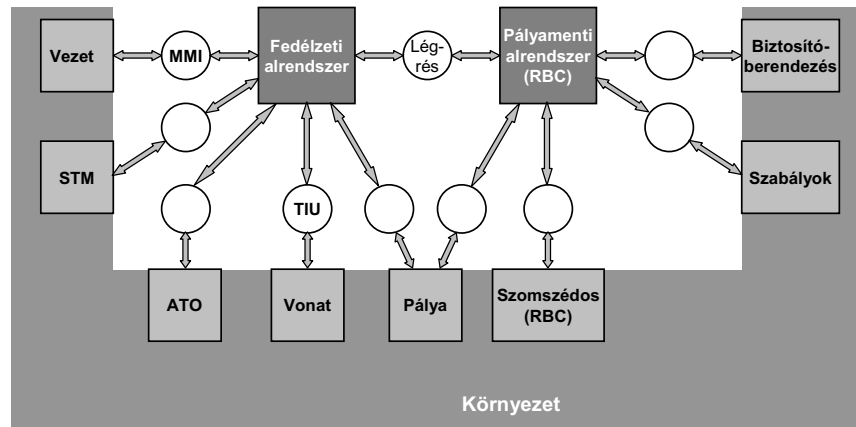 Vezet
MMI
Fedélzeti
alrendszer
Lég-
rés
Pályamenti
alrendszer
(RBC)
Biztosító-
berendezés
STM
Szabályok
TIU
ATO
Vonat
Pálya
Szomszédos
(RBC)
Környezet